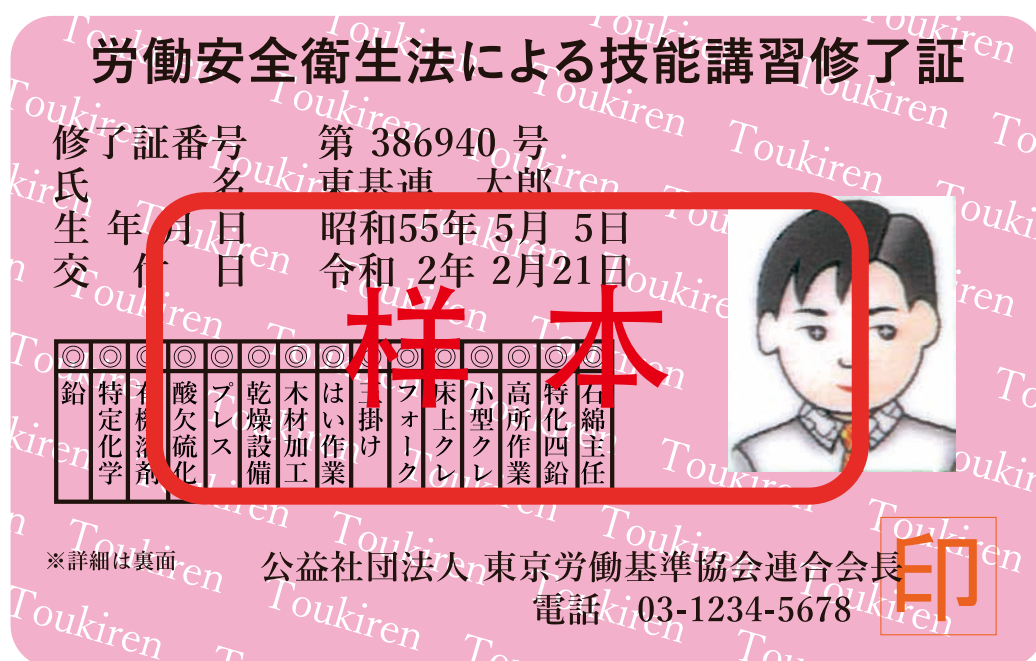 労働安全衛生法による技能講習修了証
修了証番号 第 386940 号
氏 名 東基連 太郎
生年月日 昭和55年 5月 5日
交付日 令和 2年 2月21日
样本
◎ ◎ ◎ ◎ ◎ ◎ ◎ ◎ ◎ ◎ ◎ ◎ ◎ ◎ ◎
鉛
特定化学
有機溶剤
酸欠硫化
プレス
乾燥設備
木材加工
はい作業
玉掛け
フォーク
床上クレ
小型クレ
高所作業
特化四鉛
石綿主任
※詳細は裏面
公益社団法人 東京労働基準協会連合会長
印
電話 03-1234-5678
Toukiren